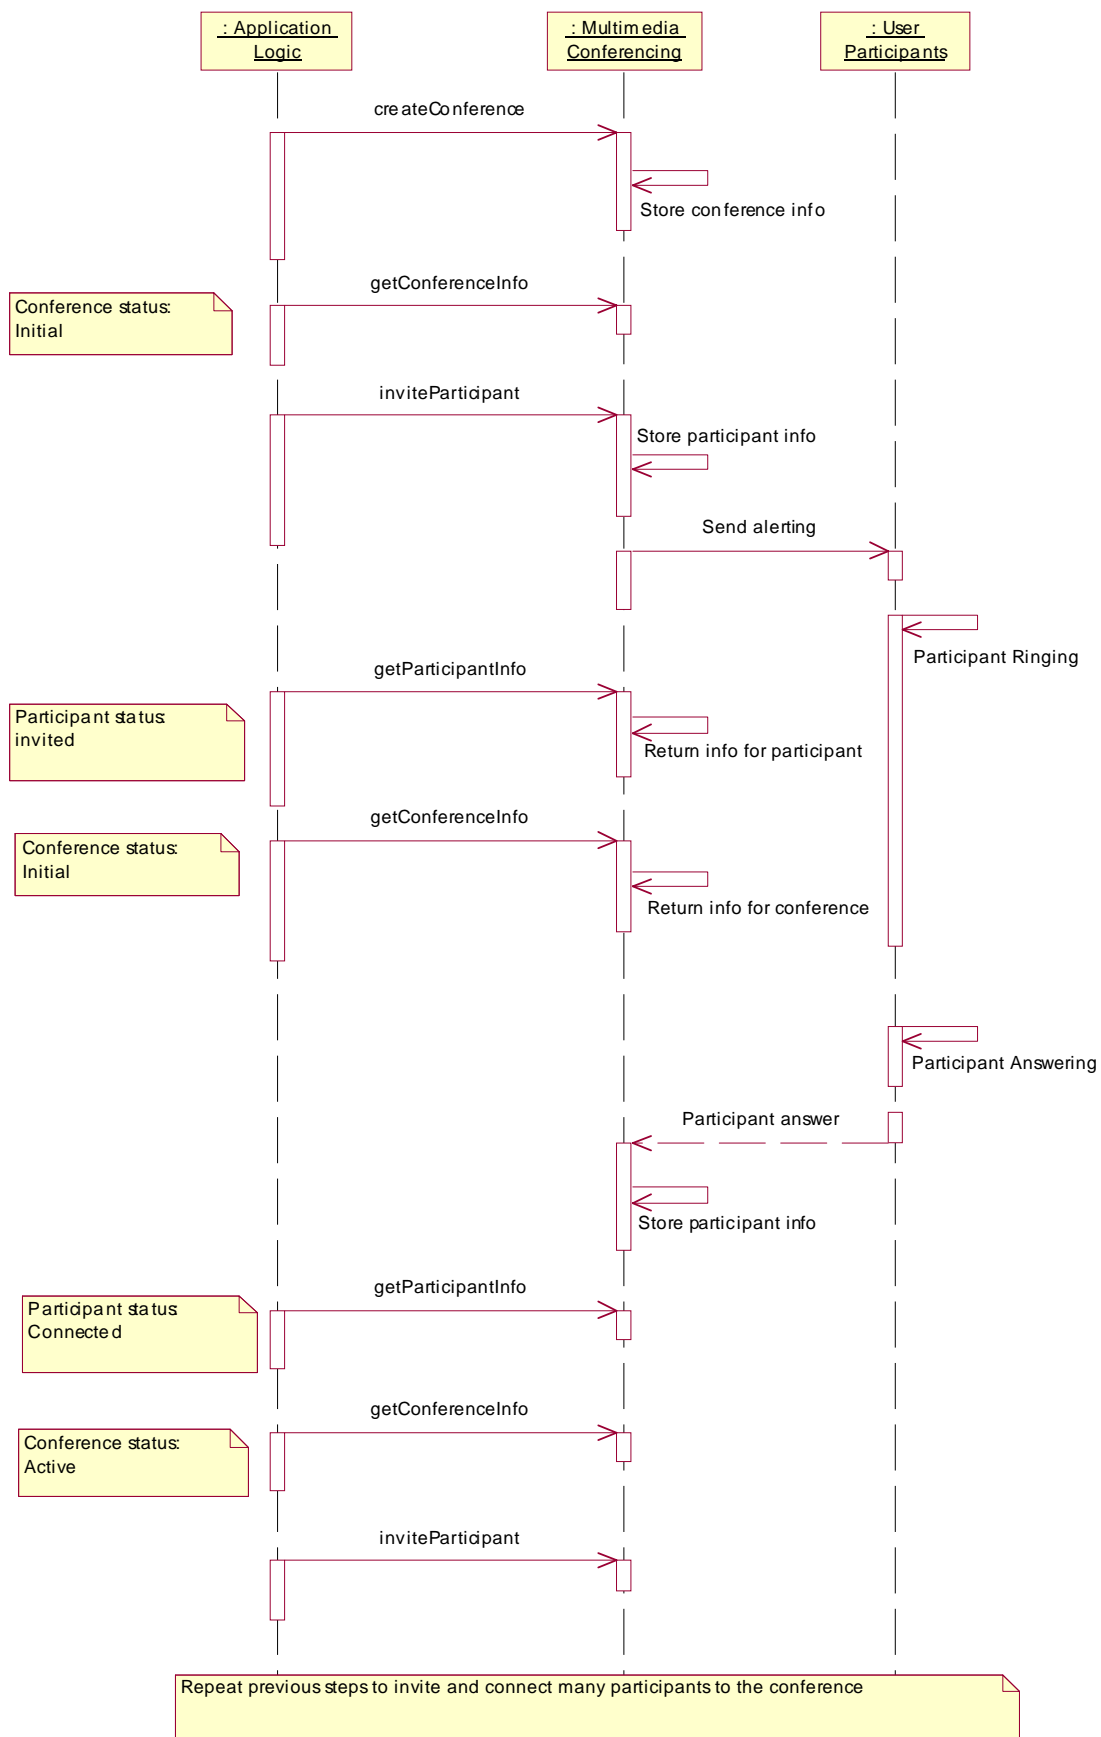 : Application
Logic
: Multimedia
Conferencing
: User
Participants
createConference
Store conference info
getConferenceInfo
Conference status:
Initial
inviteParticipant
Store participant info
Send alerting
Participant Ringing
getParticipantInfo
Participant status:
invited
Return info for participant
getConferenceInfo
Conference status:
Initial
Return info for conference
Participant Answering
Participant answer
Store participant info
getParticipantInfo
Participant status:
Connected
getConferenceInfo
Conference status:
Active
inviteParticipant
Repeat previous steps to invite and connect many participants to the conference